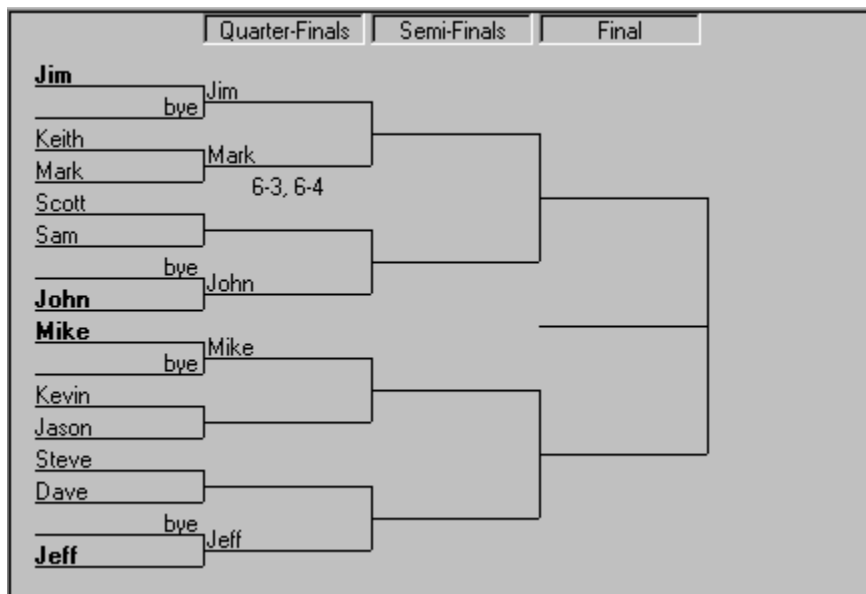 Quarter-Finals Semi-Finals Final
Jim
bye
Jim
Keith
Mark
Mark
6-3, 6-4
Scott
Sam
bye
John
John
Mike
bye
Mike
Kevin
Jason
Steve
Dave
bye
Jeff
Jeff